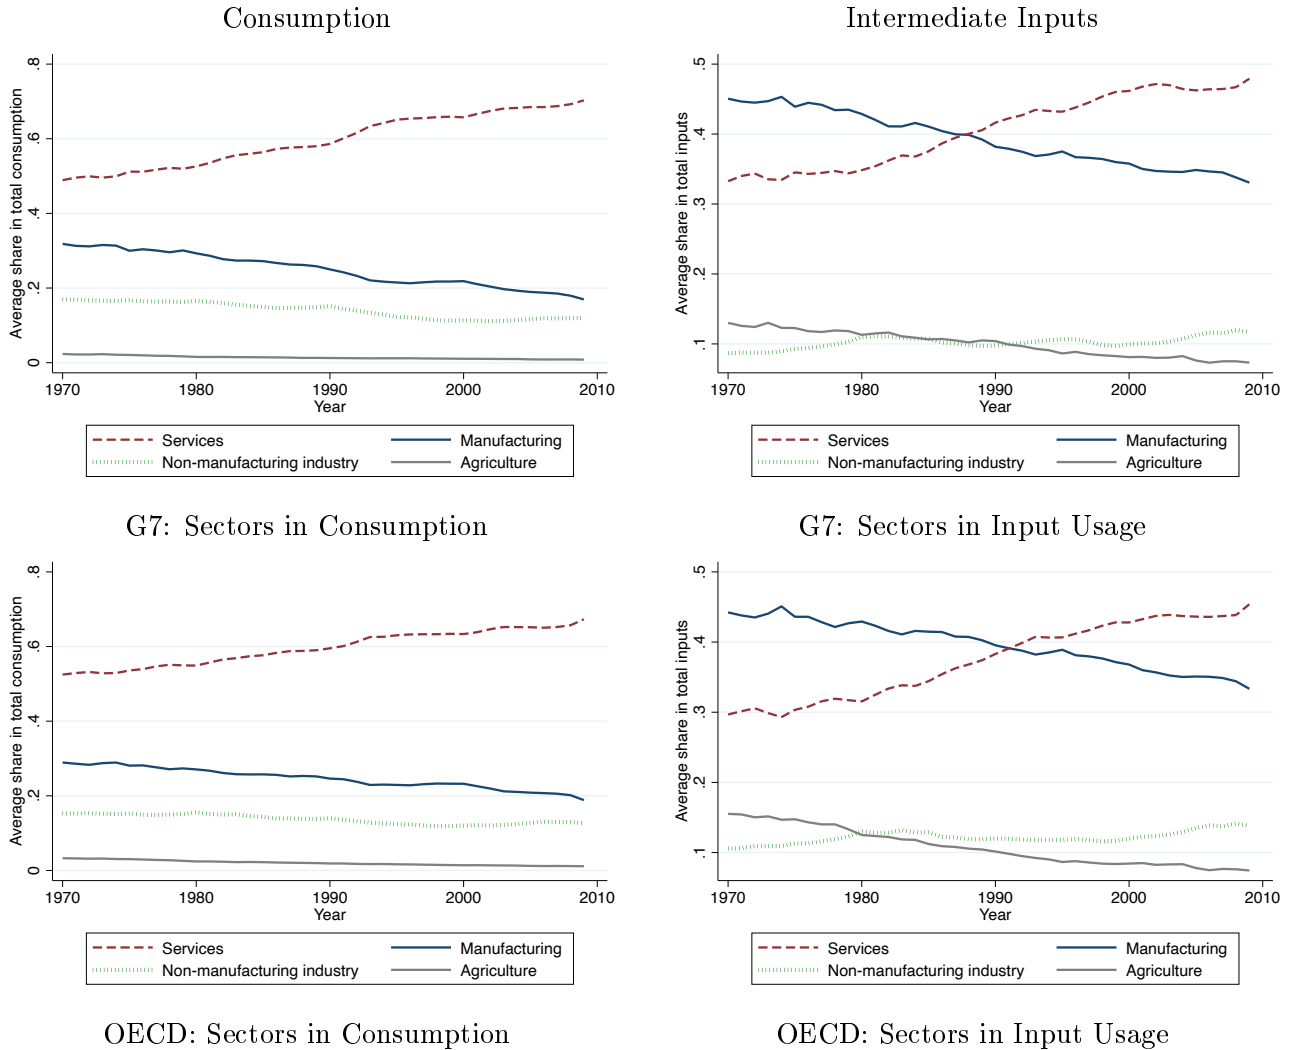 Consumption
Intermediate Inputs
Average share in total consumption
.8
.6
.4
.2
0
1970 1980 1990 2000 2010
Year
Services Manufacturing
Non-manufacturing industry Agriculture
Average share in total inputs
.5
.4
.3
.2
.1
1970 1980 1990 2000 2010
Year
Services Manufacturing
Non-manufacturing industry Agriculture
G7: Sectors in Consumption
G7: Sectors in Input Usage
Average share in total consumption
.8
.6
.4
.2
0
1970 1980 1990 2000 2010
Year
Services Manufacturing
Non-manufacturing industry Agriculture
Average share in total inputs
.5
.4
.3
.2
.1
1970 1980 1990 2000 2010
Year
Services Manufacturing
Non-manufacturing industry Agriculture
OECD: Sectors in Consumption
OECD: Sectors in Input Usage